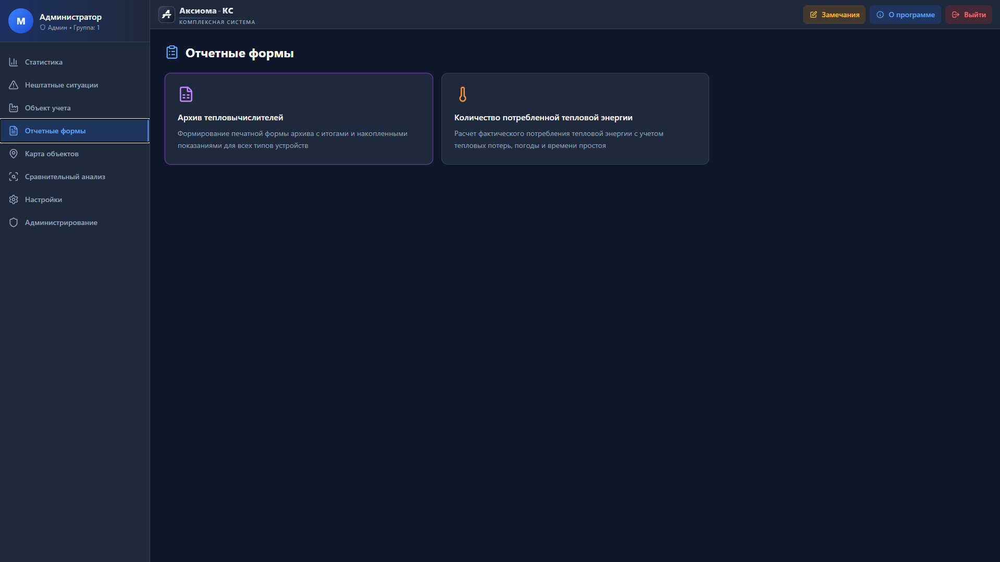 М
Администратор
Админ • Группа: 1
Статистика
Нештатные ситуации
Объект учета
Отчетные формы
Карта объектов
Сравнительный анализ
Настройки
Администрирование
Аксиома-КС
КОМПЛЕКСНАЯ СИСТЕМА
Замечания
О программе
Выйти
Отчетные формы
Архив тепловычислителей
Формирование печатной формы архива с итогами и накопленными
показаниями для всех типов устройств
Количество потребленной тепловой энергии
Расчет фактического потребления тепловой энергии с учетом
тепловых потерь, погоды и времени простоя